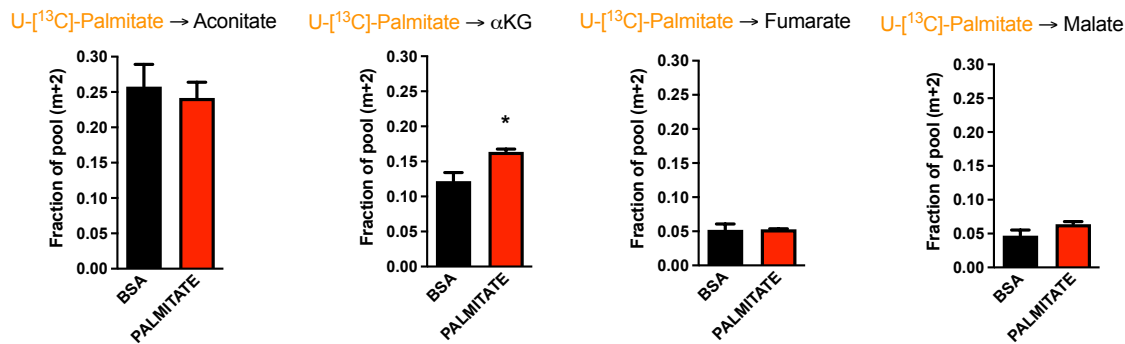 U-[¹³C]-Palmitate → Aconitate
Fraction of pool (m+2)
0.30
0.25
0.20
0.15
0.10
0.05
0.00
BSA
PALMITATE
U-[¹³C]-Palmitate → αKG
Fraction of pool (m+2)
0.30
0.25
0.20
0.15
0.10
0.05
0.00
*
BSA
PALMITATE
U-[¹³C]-Palmitate → Fumarate
Fraction of pool (m+2)
0.30
0.25
0.20
0.15
0.10
0.05
0.00
BSA
PALMITATE
U-[¹³C]-Palmitate → Malate
Fraction of pool (m+2)
0.30
0.25
0.20
0.15
0.10
0.05
0.00
BSA
PALMITATE